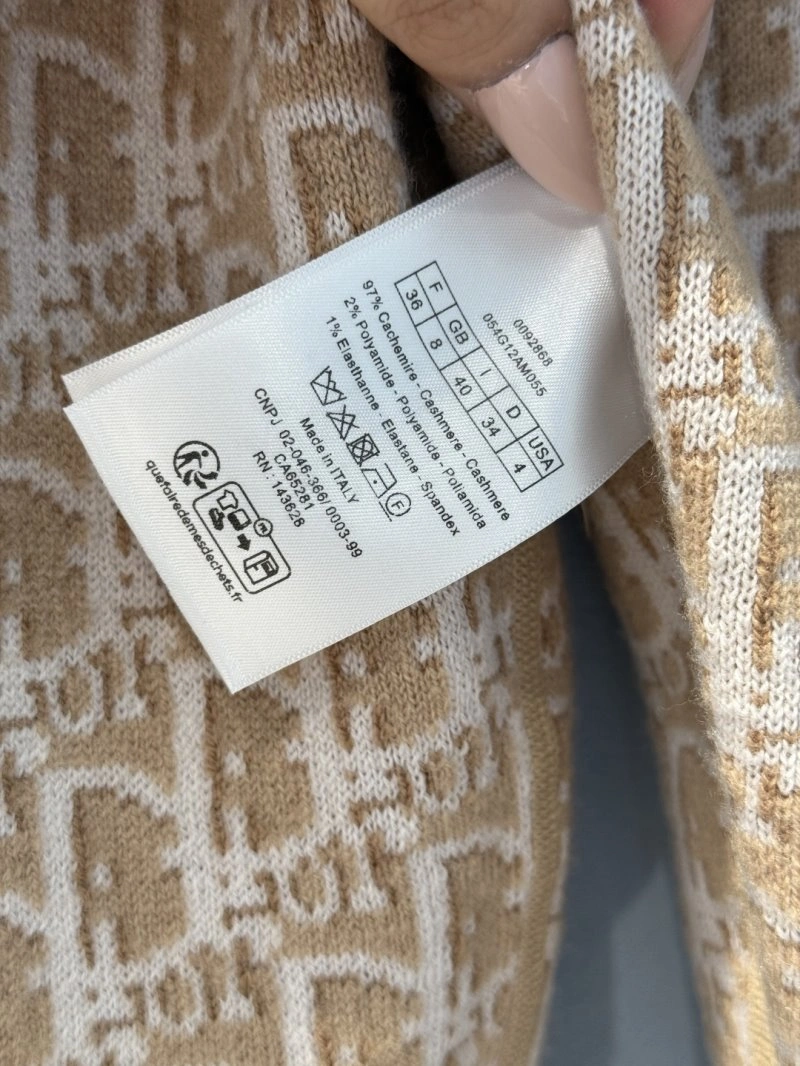 0092868
054G12AM055
F GB I D USA
36 8 40 34 4
97% Cachemire - Cashmere - Cashmere
2% Polyamide - Polyamide - Poliamida
1% Elasthanne - Elastane - Spandex
F
Made in ITALY
CNPJ 02-046-366/0003-99
CA65281
RN : 143628
quefairedemesdechets.fr